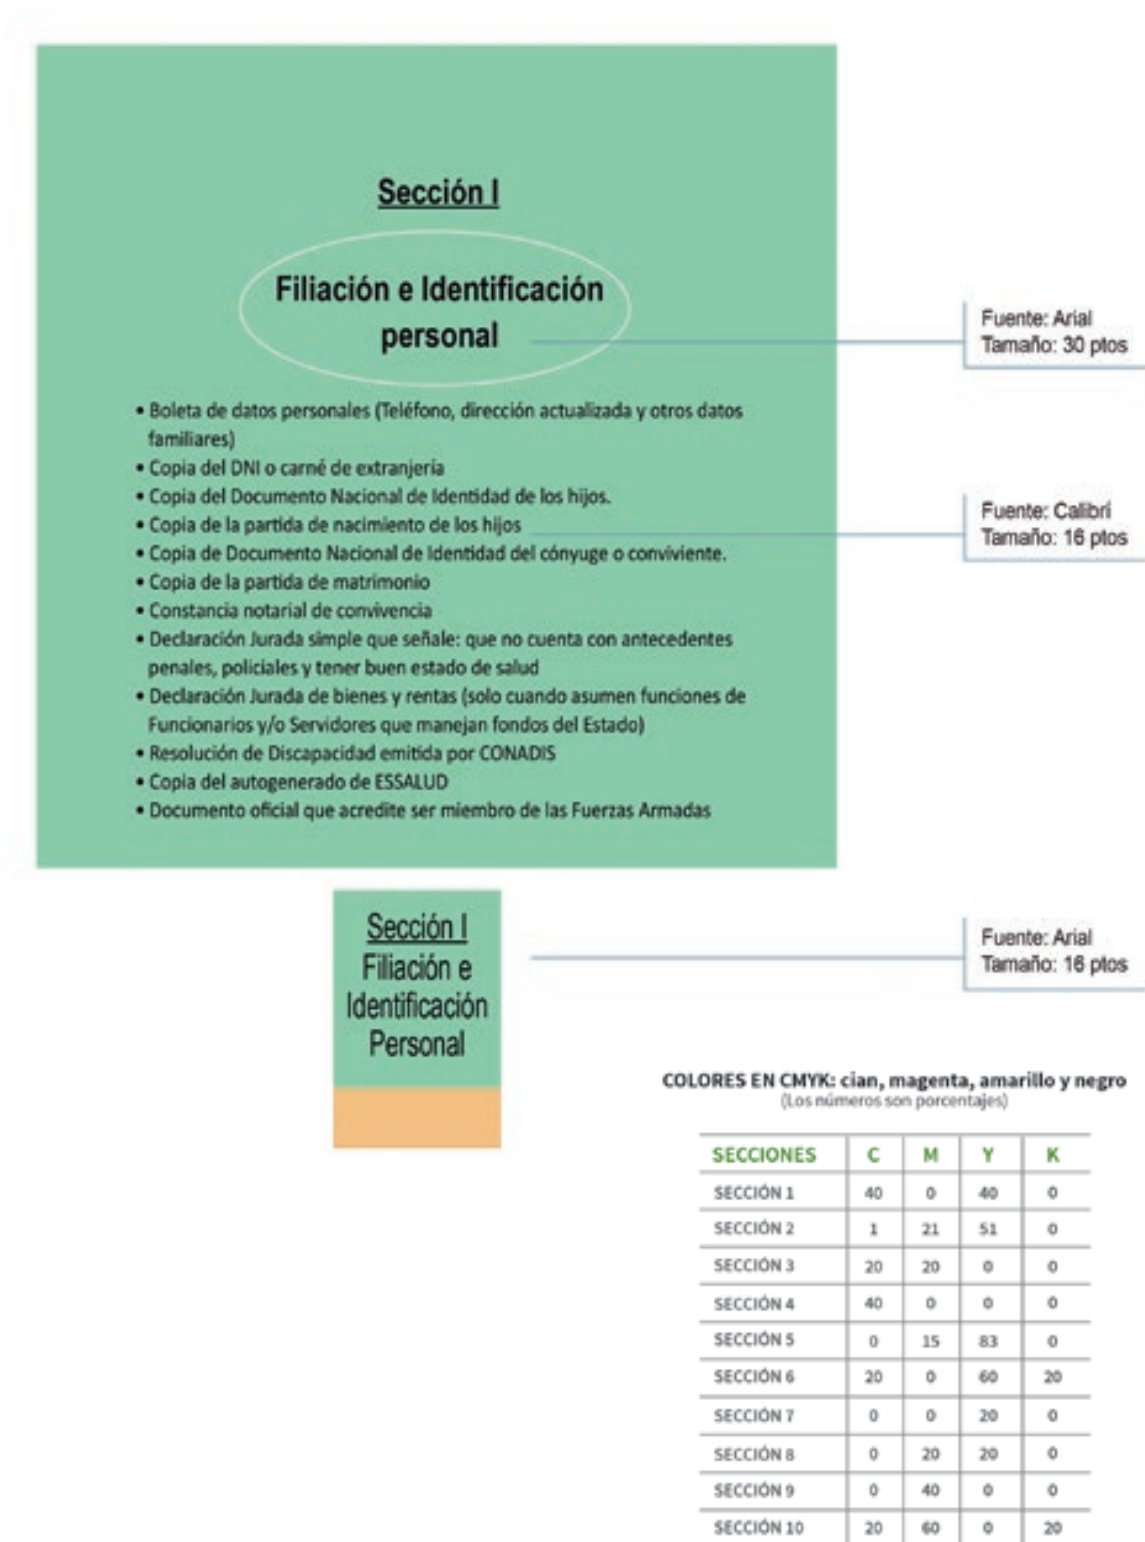 Sección I
Filiación e Identificación
personal
Fuente: Arial
Tamaño: 30 ptos
• Boleta de datos personales (Teléfono, dirección actualizada y otros datos
familiares)
• Copia del DNI o carné de extranjería
• Copia del Documento Nacional de Identidad de los hijos.
• Copia de la partida de nacimiento de los hijos
• Copia de Documento Nacional de Identidad del cónyuge o conviviente.
• Copia de la partida de matrimonio
• Constancia notarial de convivencia
• Declaración Jurada simple que señale: que no cuenta con antecedentes
penales, policiales y tener buen estado de salud
• Declaración Jurada de bienes y rentas (solo cuando asumen funciones de
Funcionarios y/o Servidores que manejan fondos del Estado)
• Resolución de Discapacidad emitida por CONADIS
• Copia del autogenerado de ESSALUD
• Documento oficial que acredite ser miembro de las Fuerzas Armadas
Fuente: Calibri
Tamaño: 16 ptos
Sección I
Filiación e
Identificación
Personal
Fuente: Arial
Tamaño: 16 ptos
COLORES EN CMYK: cian, magenta, amarillo y negro
(Los números son porcentajes)
SECCIONES C M Y K
SECCIÓN 1 40 0 40 0
SECCIÓN 2 1 21 51 0
SECCIÓN 3 20 20 0 0
SECCIÓN 4 40 0 0 0
SECCIÓN 5 0 15 83 0
SECCIÓN 6 20 0 60 20
SECCIÓN 7 0 0 20 0
SECCIÓN 8 0 20 20 0
SECCIÓN 9 0 40 0 0
SECCIÓN 10 20 60 0 20